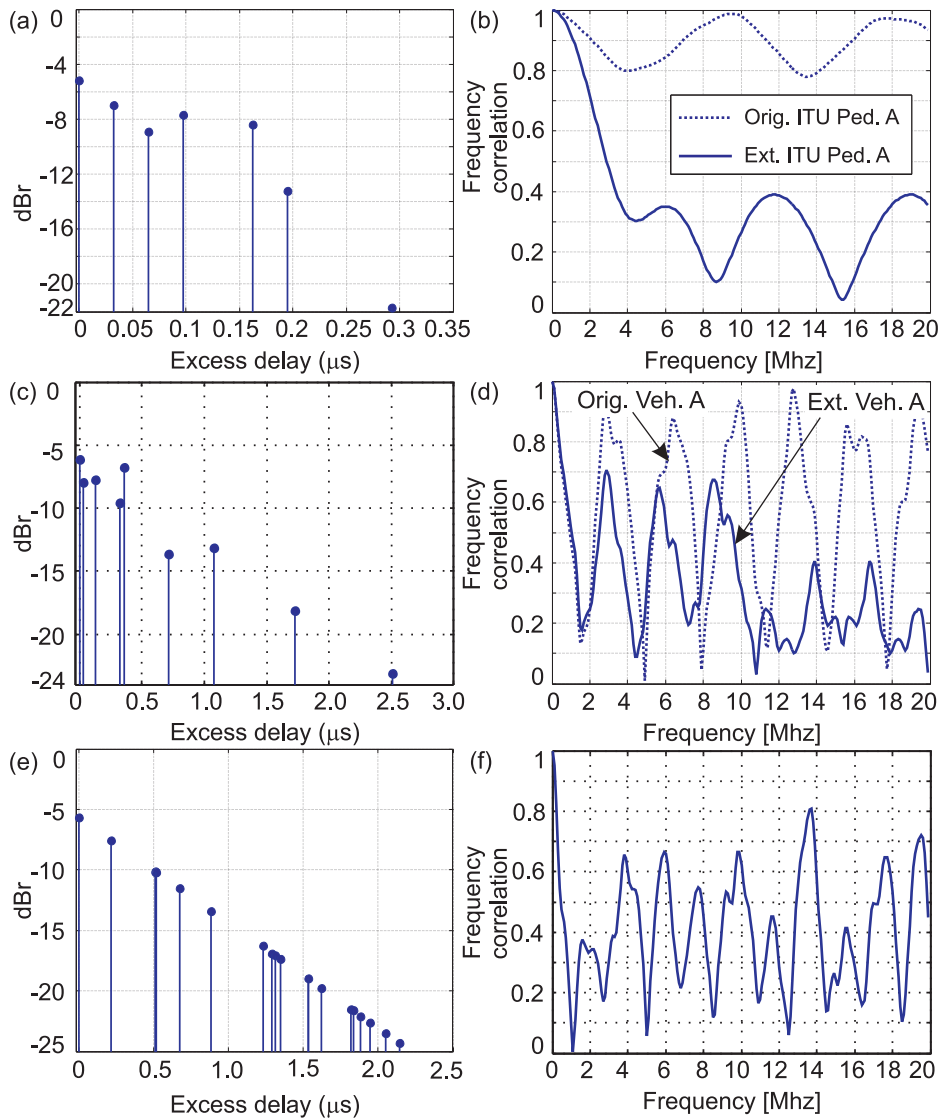 (a)
0
-4
-8
-12
-16
-20
-22
dBr
0 0.05 0.1 0.15 0.2 0.25 0.3 0.35
Excess delay (μs)
(b)
1
0.8
0.6
0.4
0.2
0
Frequency
correlation
Orig. ITU Ped. A
Ext. ITU Ped. A
0 2 4 6 8 10 12 14 16 18 20
Frequency [Mhz]
(c)
0
-5
-10
-15
-20
-24
dBr
0 0.5 1.0 1.5 2.0 2.5 3.0
Excess delay (μs)
(d)
1
0.8
0.6
0.4
0.2
0
Frequency
correlation
Orig. Veh. A
Ext. Veh. A
0 2 4 6 8 10 12 14 16 18 20
Frequency [Mhz]
(e)
0
-5
-10
-15
-20
-25
dBr
0 0.5 1.0 1.5 2.0 2.5
Excess delay (μs)
(f)
1
0.8
0.6
0.4
0.2
0
Frequency
correlation
0 2 4 6 8 10 12 14 16 18 20
Frequency [Mhz]